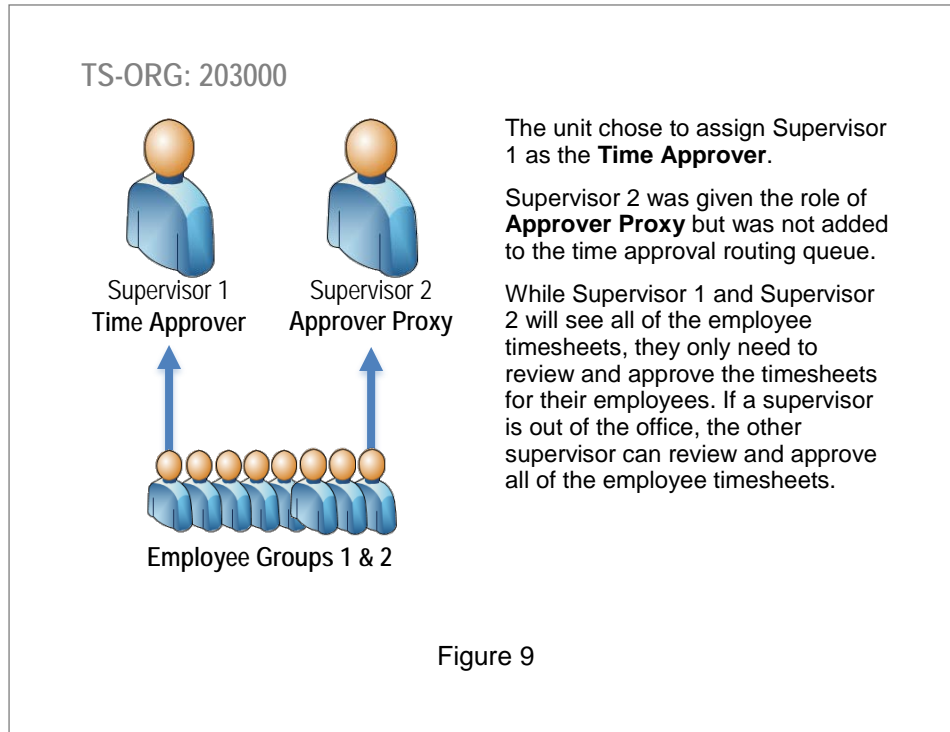 TS-ORG: 203000
Supervisor 1
Time Approver
Supervisor 2
Approver Proxy
Employee Groups 1 & 2
The unit chose to assign Supervisor
1 as the Time Approver.
Supervisor 2 was given the role of
Approver Proxy but was not added
to the time approval routing queue.
While Supervisor 1 and Supervisor
2 will see all of the employee
timesheets, they only need to
review and approve the timesheets
for their employees. If a supervisor
is out of the office, the other
supervisor can review and approve
all of the employee timesheets.
Figure 9